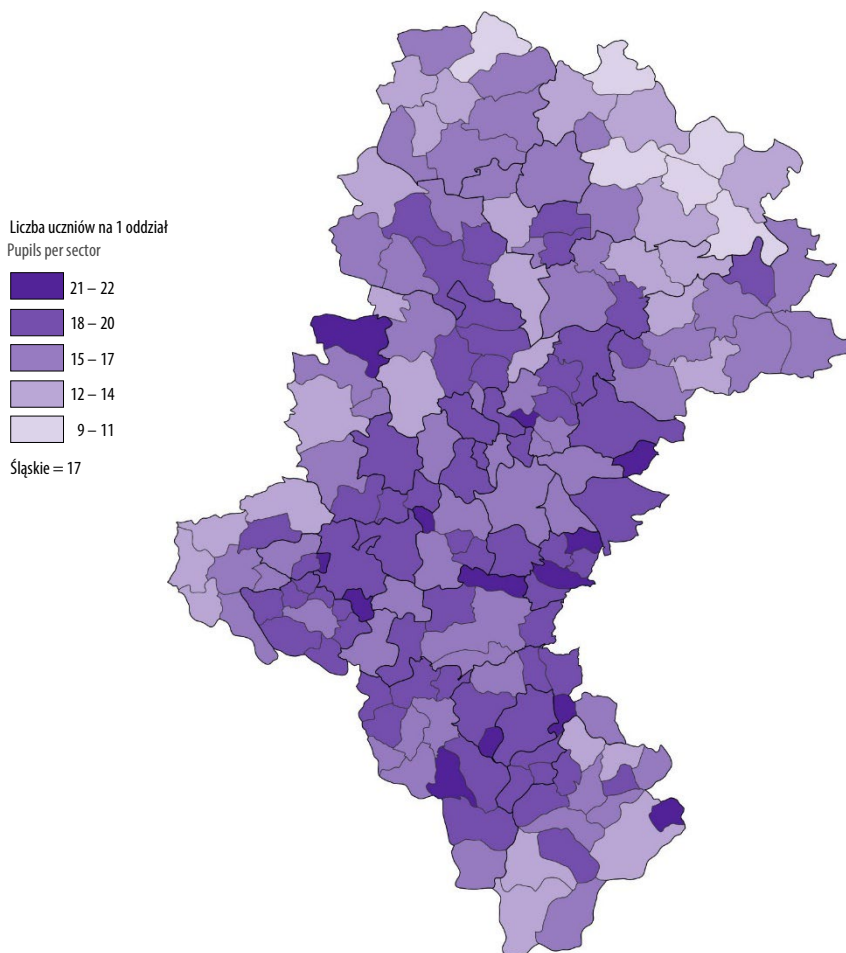 Liczba uczniów na 1 oddział
Pupils per sector
21 – 22
18 – 20
15 – 17
12 – 14
9 – 11
Śląskie = 17